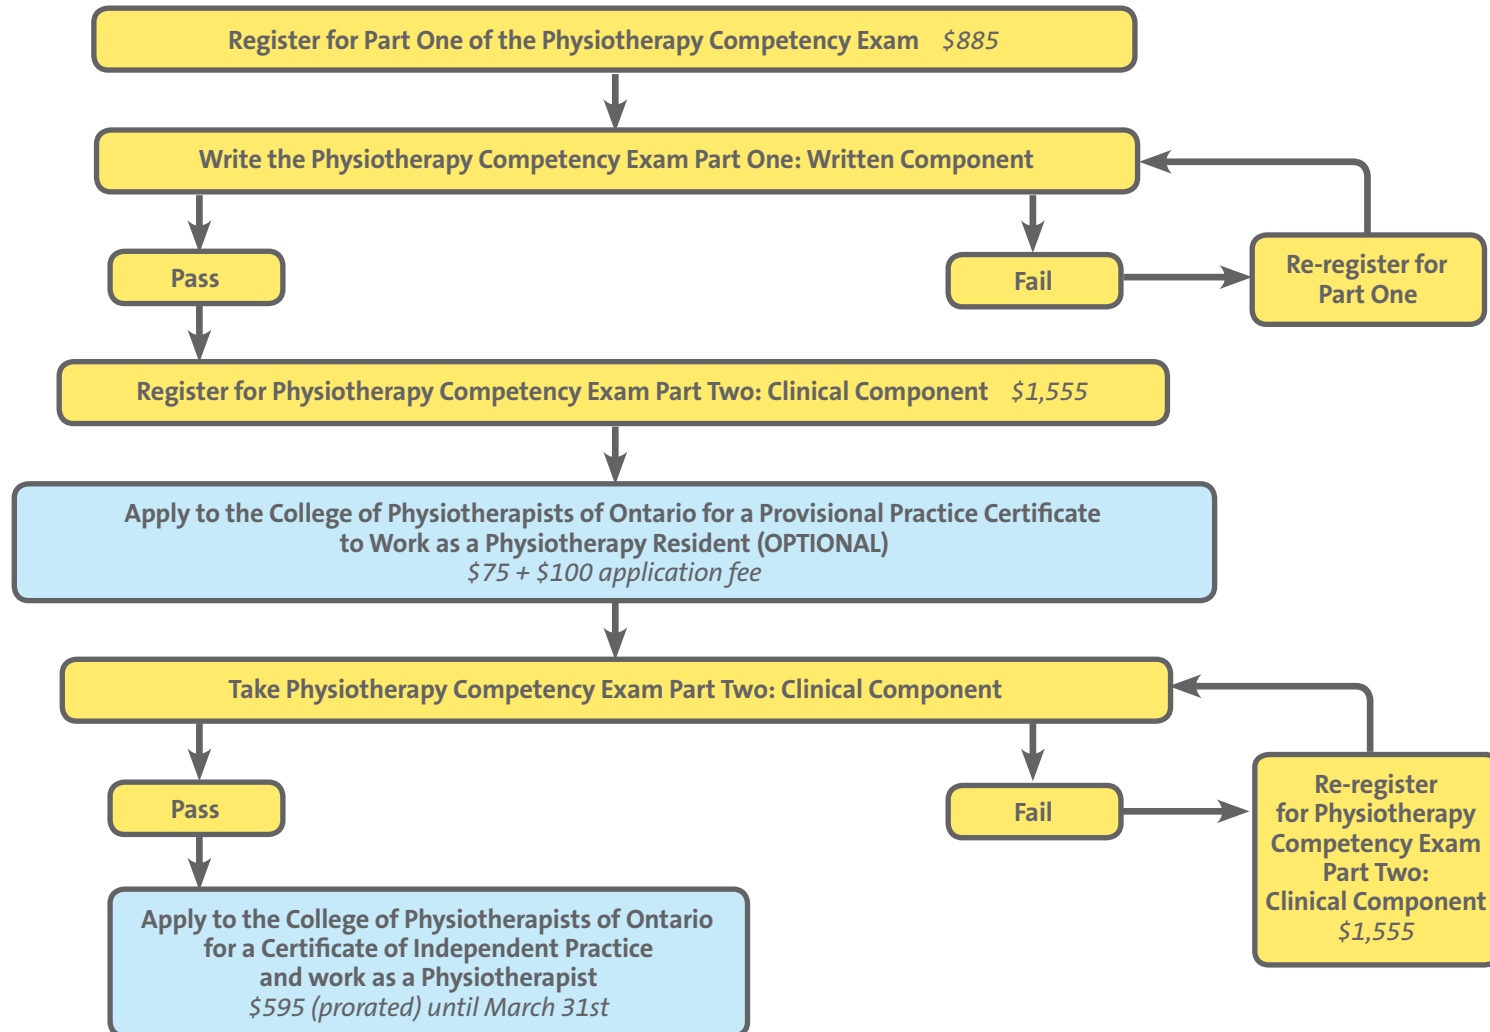 Register for Part One of the Physiotherapy Competency Exam $885
Write the Physiotherapy Competency Exam Part One: Written Component
Pass
Fail
Re-register for
Part One
Register for Physiotherapy Competency Exam Part Two: Clinical Component $1,555
Apply to the College of Physiotherapists of Ontario for a Provisional Practice Certificate
to Work as a Physiotherapy Resident (OPTIONAL)
$75 + $100 application fee
Take Physiotherapy Competency Exam Part Two: Clinical Component
Pass
Fail
Re-register
for Physiotherapy
Competency Exam
Part Two:
Clinical Component
$1,555
Apply to the College of Physiotherapists of Ontario
for a Certificate of Independent Practice
and work as a Physiotherapist
$595 (prorated) until March 31st